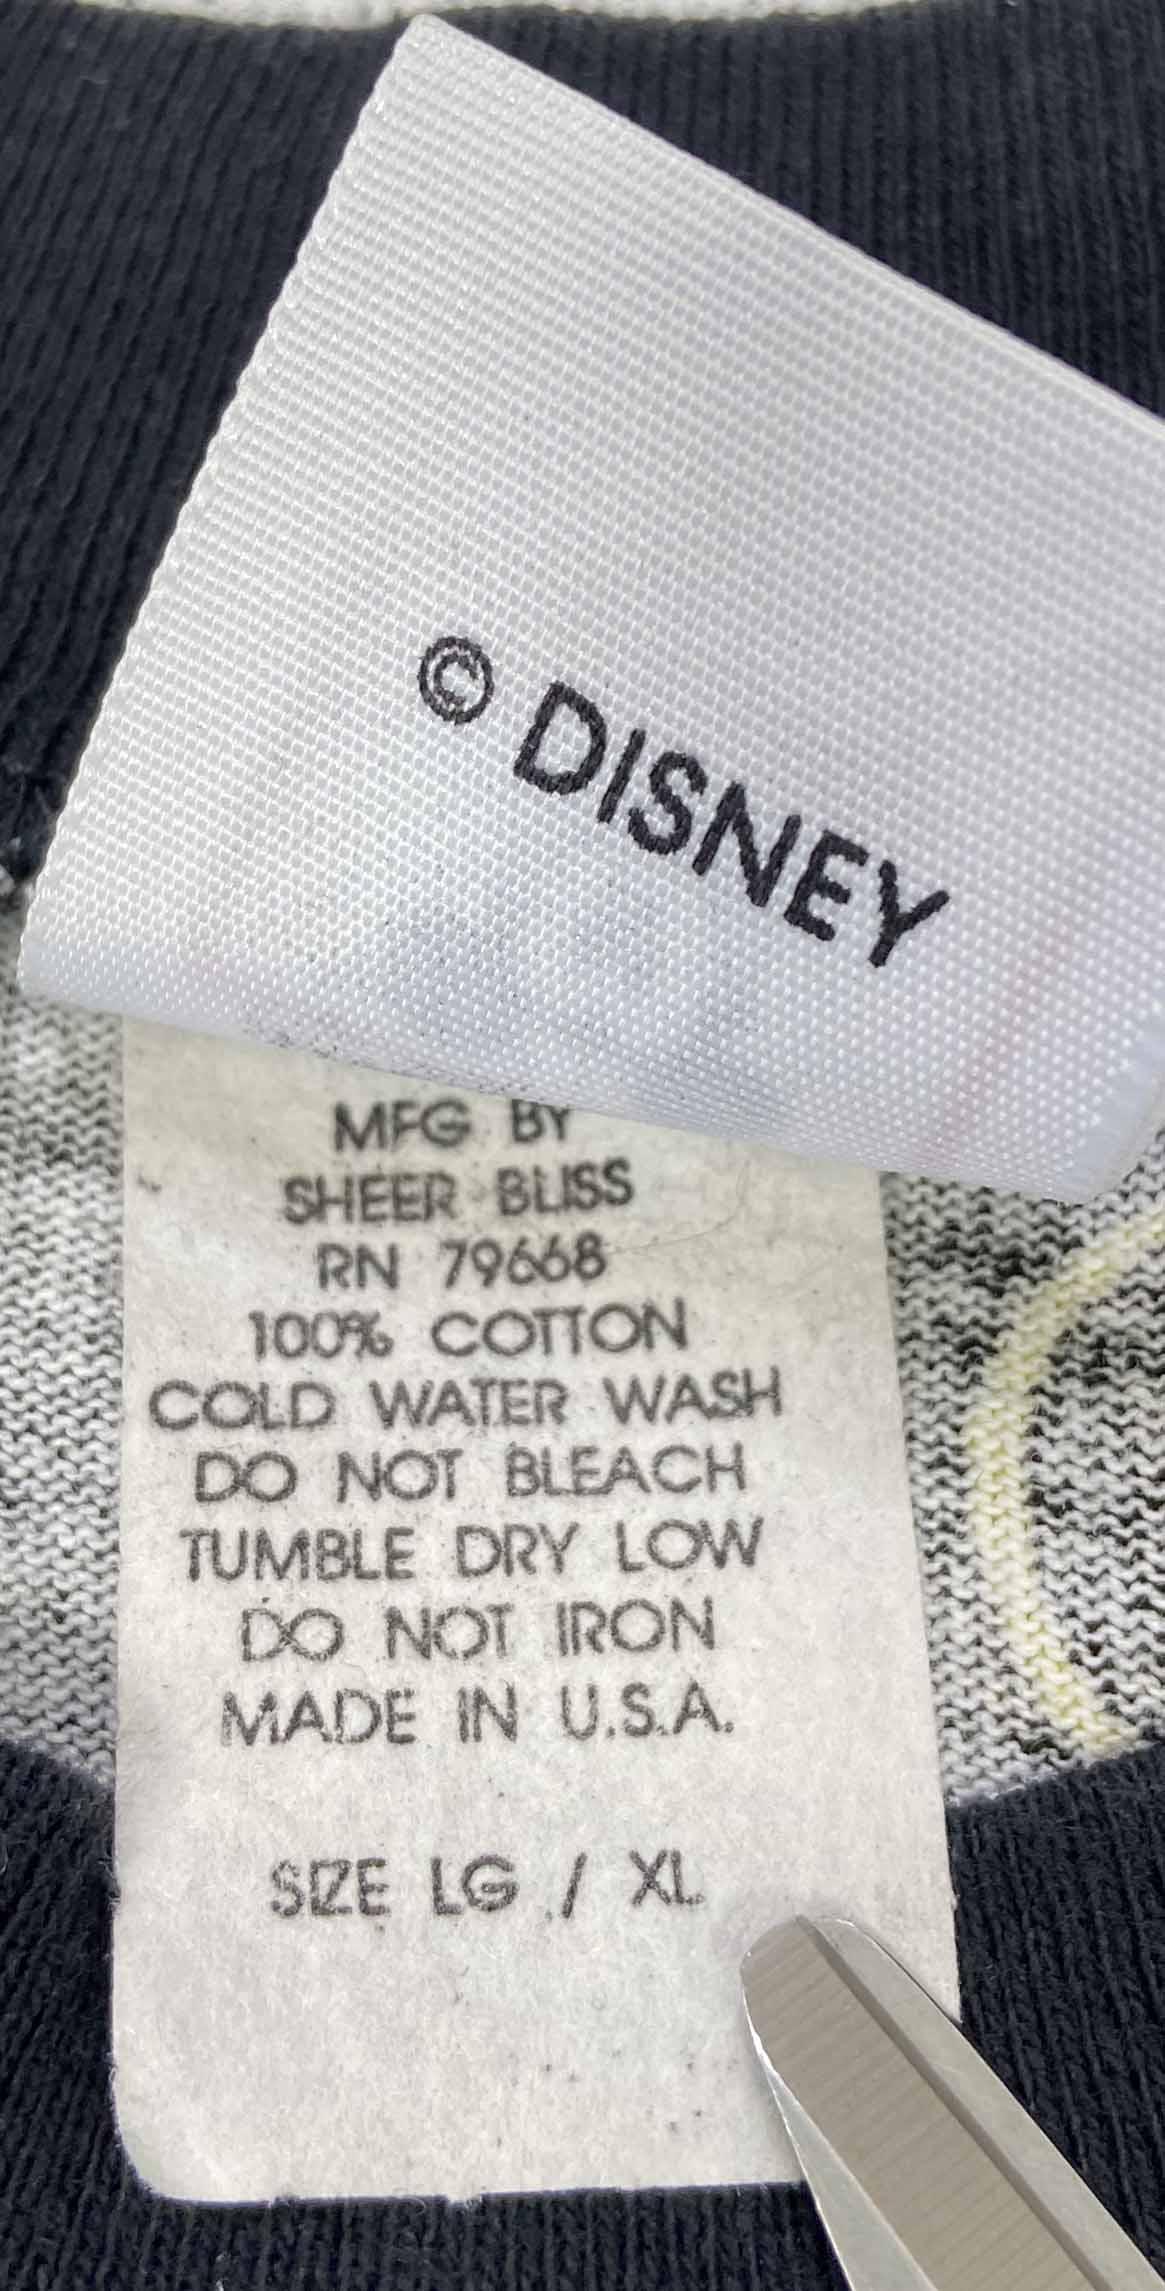 © DISNEY
MFG BY
SHEER BLISS
RN 79668
100% COTTON
COLD WATER WASH
DO NOT BLEACH
TUMBLE DRY LOW
DO NOT IRON
MADE IN U.S.A.
SIZE LG / XL